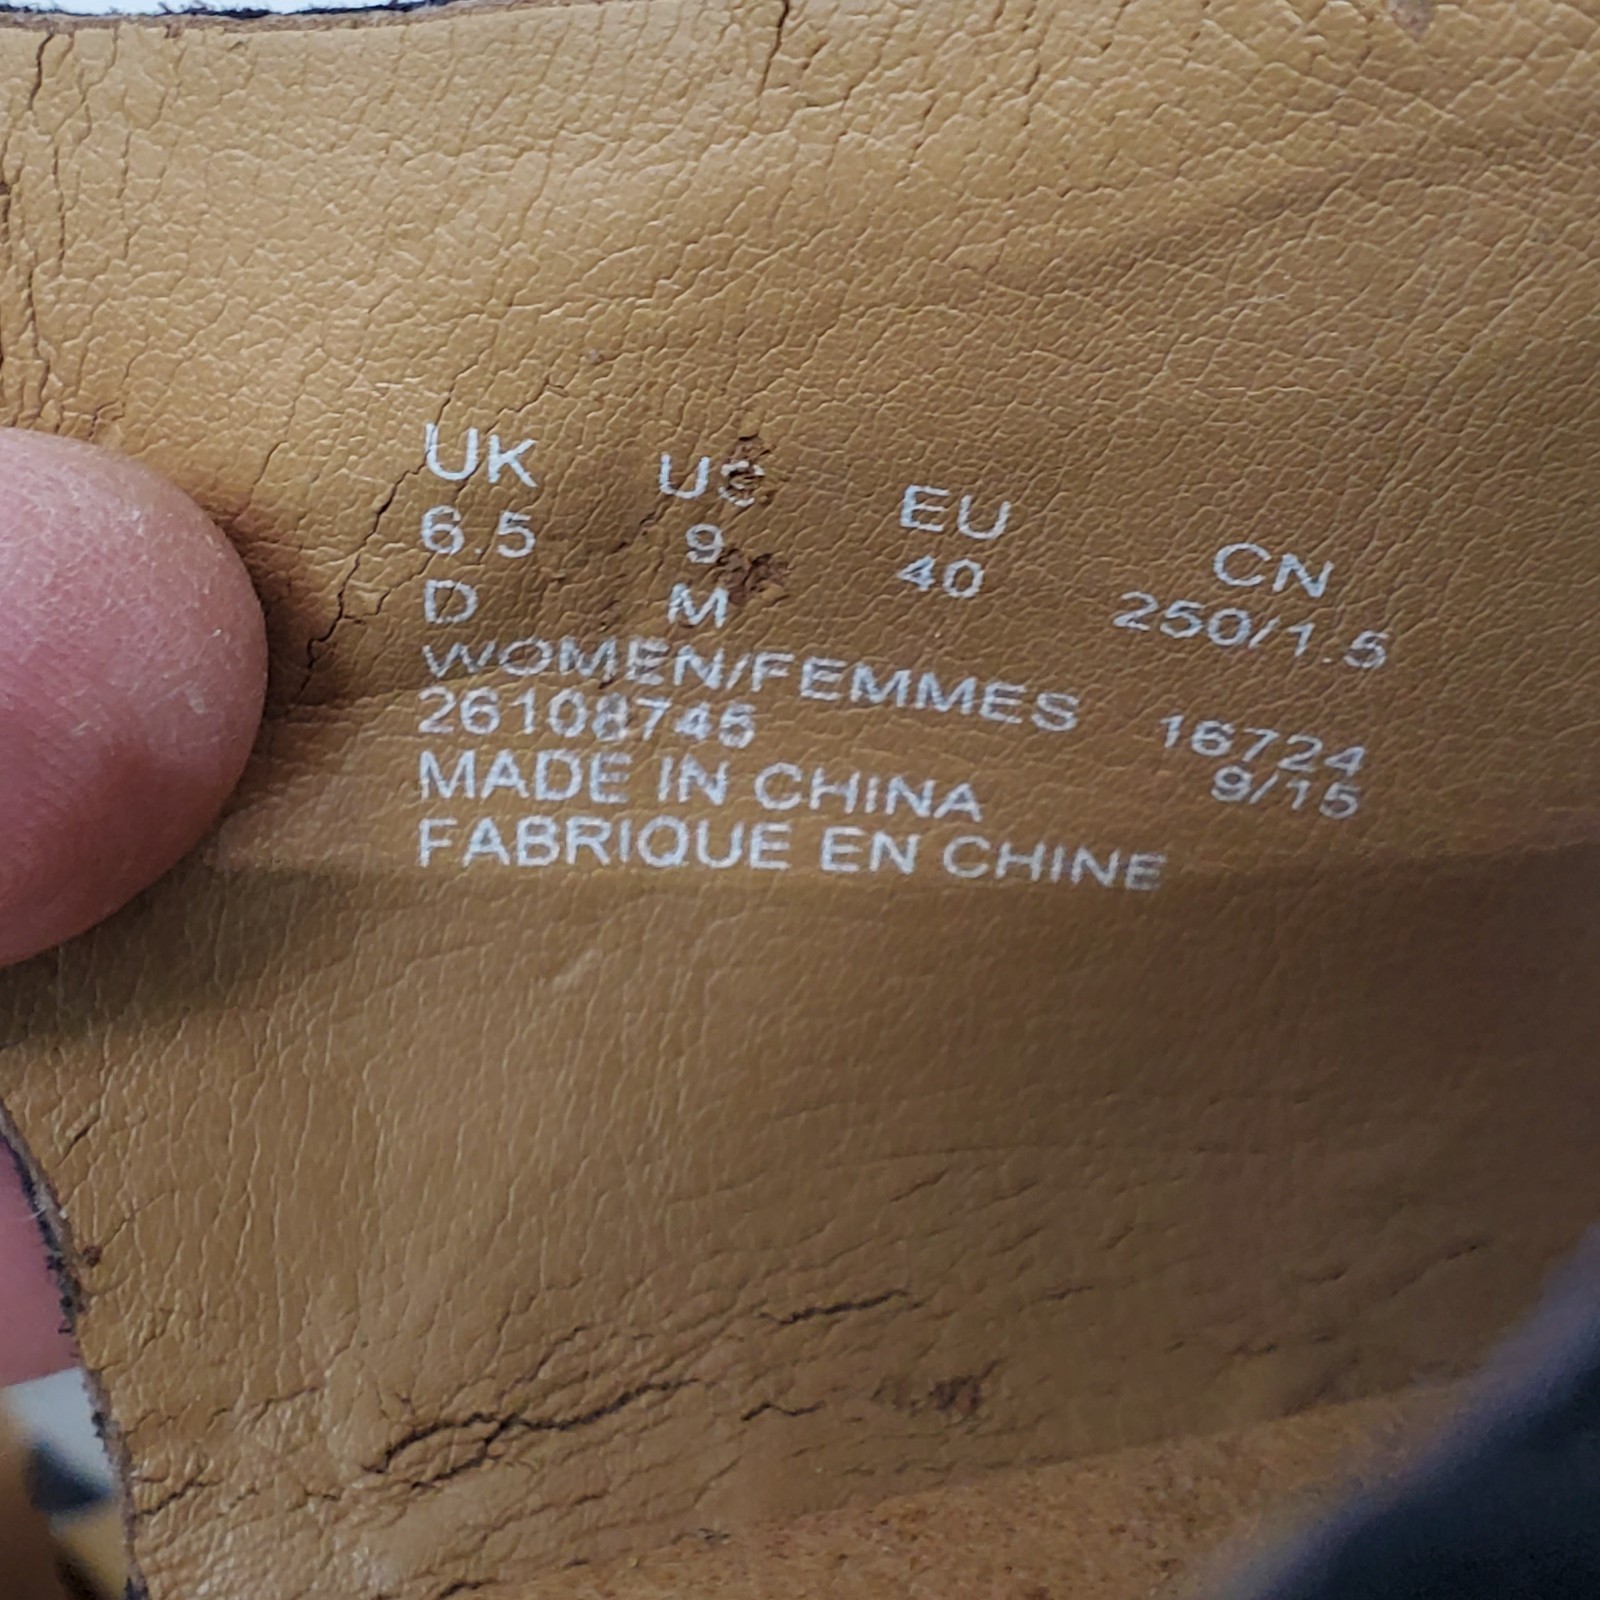 UK US EU CN
6.5 9 40 250/1.5
D M
WOMEN/FEMMES 16724
26108745 9/15
MADE IN CHINA
FABRIQUE EN CHINE